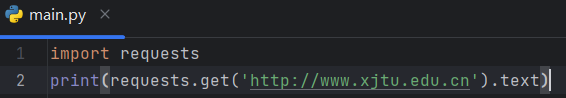 main.py
1 import requests
2 print(requests.get('http://www.xjtu.edu.cn').text)